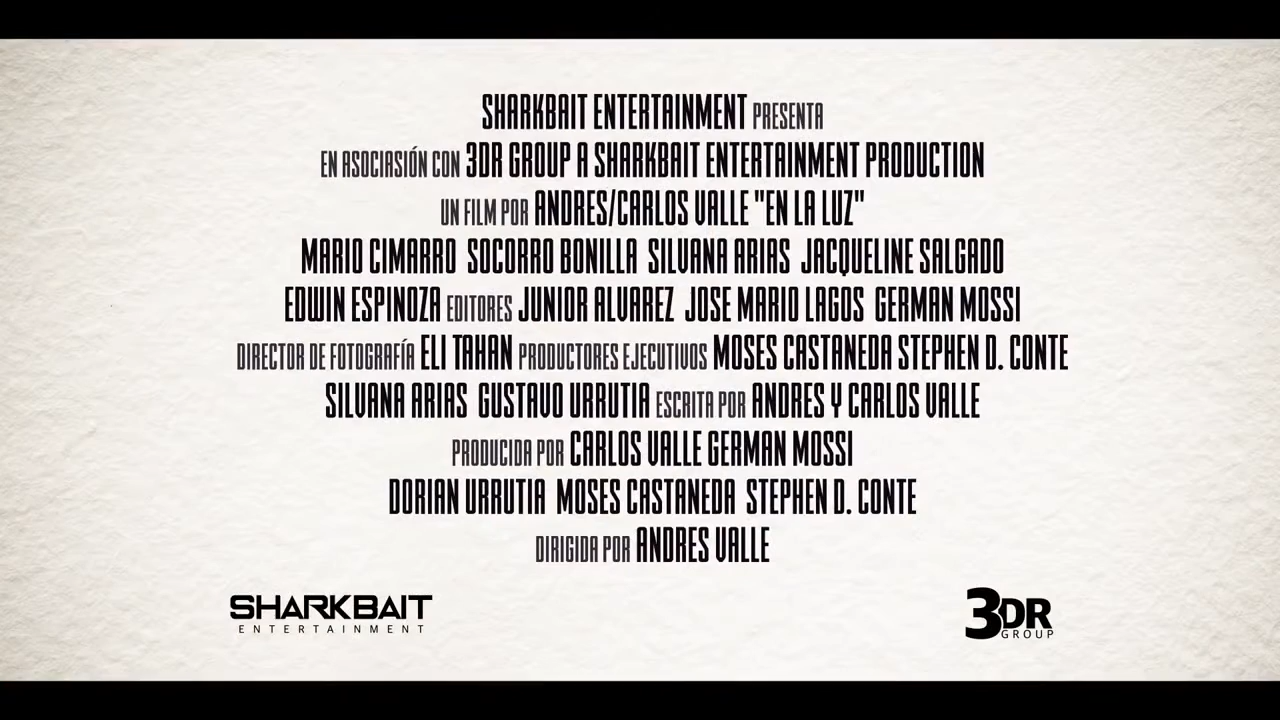 SHARKBAIT ENTERTAINMENT PRESENTA
EN ASOCIASIÓN CON 3DR GROUP A SHARKBAIT ENTERTAINMENT PRODUCTION
UN FILM POR ANDRES/CARLOS VALLE "EN LA LUZ"
MARIO CIMARRO SOCORRO BONILLA SILVANA ARIAS JACQUELINE SALGADO
EDWIN ESPINOZA EDITORES JUNIOR ALVAREZ JOSE MARIO LAGOS GERMAN MOSSI
DIRECTOR DE FOTOGRAFÍA ELI TAHAN PRODUCTORES EJECUTIVOS MOSES CASTANEDA STEPHEN D. CONTE
SILVANA ARIAS GUSTAVO URRUTIA ESCRITA POR ANDRES Y CARLOS VALLE
PRODUCIDA POR CARLOS VALLE GERMAN MOSSI
DORIAN URRUTIA MOSES CASTANEDA STEPHEN D. CONTE
DIRIGIDA POR ANDRES VALLE
SHARKBAIT
ENTERTAINMENT
3DR
GROUP